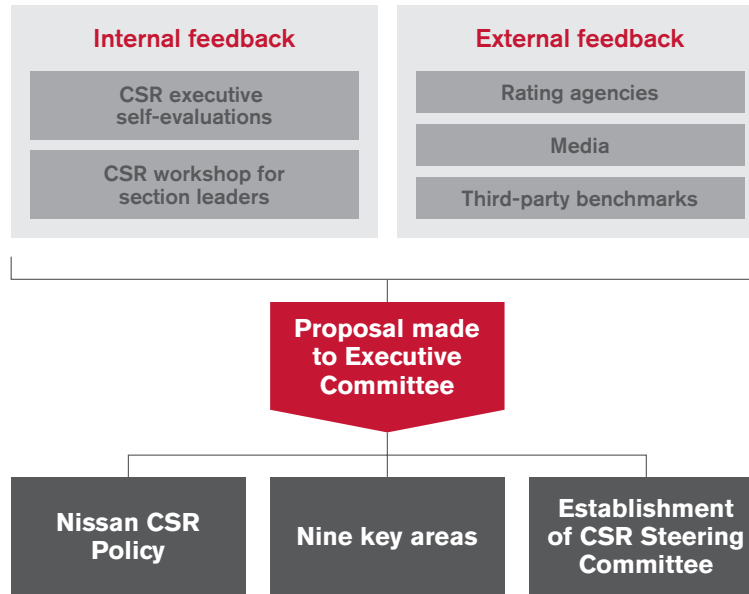 Internal feedback
CSR executive
self-evaluations
CSR workshop for
section leaders
External feedback
Rating agencies
Media
Third-party benchmarks
Proposal made
to Executive
Committee
Nissan CSR
Policy
Nine key areas
Establishment
of CSR Steering
Committee